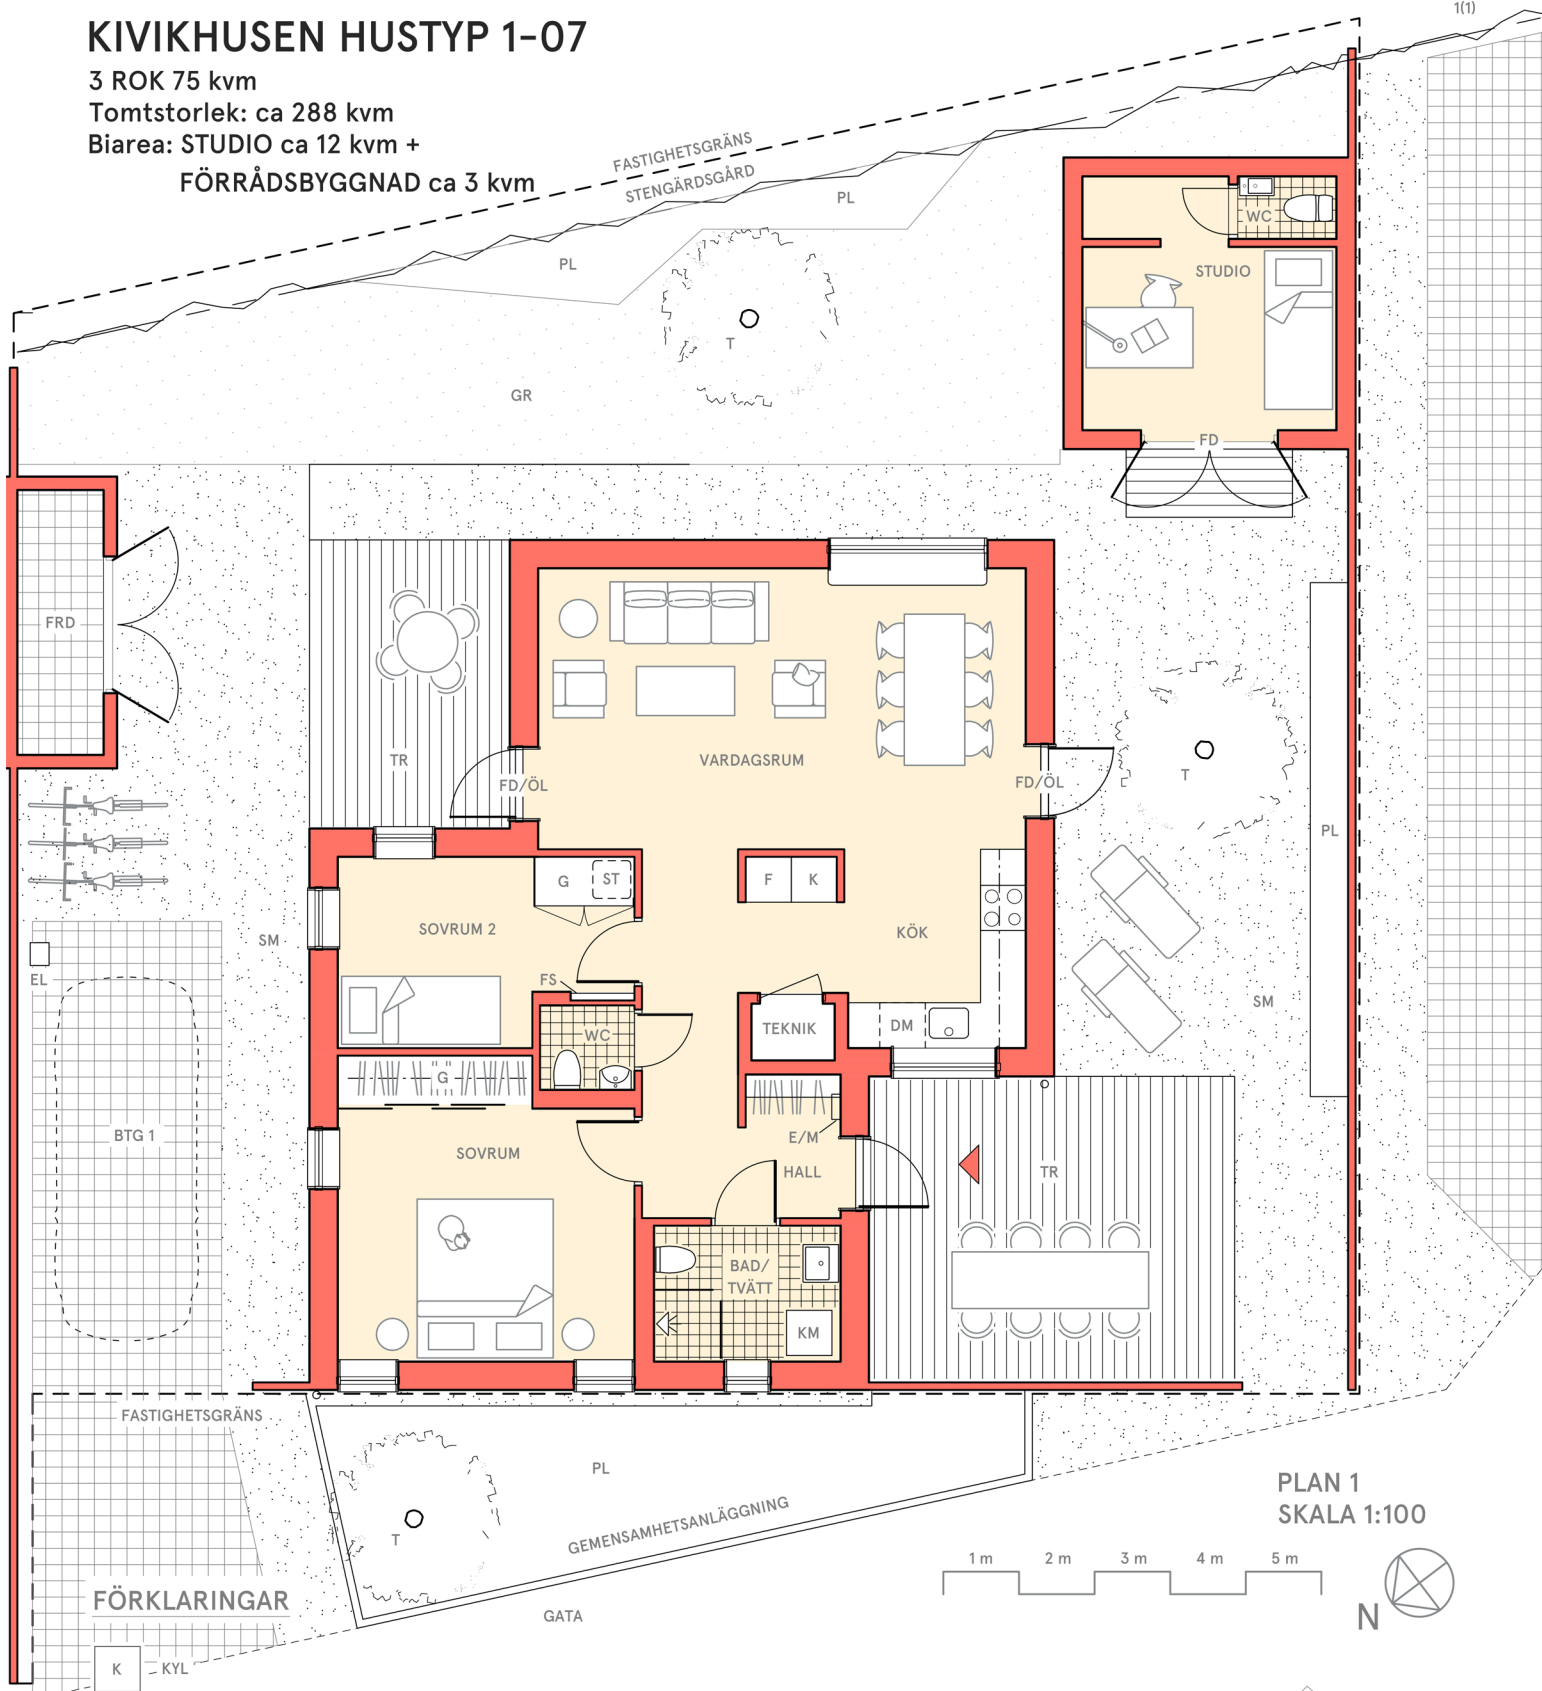 1(1)
KIVIKHUSEN HUSTYP 1-07
3 ROK 75 kvm
Tomtstorlek: ca 288 kvm
Biarea: STUDIO ca 12 kvm +
FÖRRÅDSBYGGNAD ca 3 kvm
FASTIGHETSGRÄNS
STENGÄRDSGÅRD
PL
WC
PL
STUDIO
T
GR
FD
FRD
TR
VARDAGSRUM
FD/ÖL
FD/ÖL
T
PL
G
ST
F
K
SOVRUM 2
KÖK
SM
EL
FS
SM
WC
TEKNIK
DM
G
BTG 1
E/M
SOVRUM
HALL
TR
BAD/
TVÄTT
KM
FASTIGHETSGRÄNS
PL
T
GEMENSAMHETSANLÄGGNING
PLAN 1
SKALA 1:100
1 m
2 m
3 m
4 m
5 m
N
FÖRKLARINGAR
GATA
K
KYL